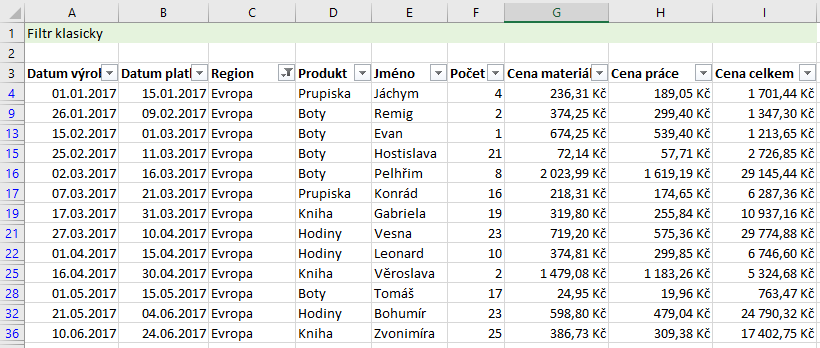 A B C D E F G H I
1 Filtr klasicky
2
3 Datum výrol Datum platl Region Produkt Jméno Počet Cena materiál Cena práce Cena celkem
4 01.01.2017 15.01.2017 Evropa Prupiska Jáchym 4 236,31 Kč 189,05 Kč 1 701,44 Kč
9 26.01.2017 09.02.2017 Evropa Boty Remig 2 374,25 Kč 299,40 Kč 1 347,30 Kč
13 15.02.2017 01.03.2017 Evropa Boty Evan 1 674,25 Kč 539,40 Kč 1 213,65 Kč
15 25.02.2017 11.03.2017 Evropa Boty Hostislava 21 72,14 Kč 57,71 Kč 2 726,85 Kč
16 02.03.2017 16.03.2017 Evropa Boty Pelhřim 8 2 023,99 Kč 1 619,19 Kč 29 145,44 Kč
17 07.03.2017 21.03.2017 Evropa Prupiska Konrád 16 218,31 Kč 174,65 Kč 6 287,36 Kč
19 17.03.2017 31.03.2017 Evropa Kniha Gabriela 19 319,80 Kč 255,84 Kč 10 937,16 Kč
21 27.03.2017 10.04.2017 Evropa Hodiny Vesna 23 719,20 Kč 575,36 Kč 29 774,88 Kč
22 01.04.2017 15.04.2017 Evropa Hodiny Leonard 10 374,81 Kč 299,85 Kč 6 746,60 Kč
25 16.04.2017 30.04.2017 Evropa Kniha Věroslava 2 1 479,08 Kč 1 183,26 Kč 5 324,68 Kč
28 01.05.2017 15.05.2017 Evropa Boty Tomáš 17 24,95 Kč 19,96 Kč 763,47 Kč
32 21.05.2017 04.06.2017 Evropa Hodiny Bohumír 23 598,80 Kč 479,04 Kč 24 790,32 Kč
36 10.06.2017 24.06.2017 Evropa Kniha Zvonimíra 25 386,73 Kč 309,38 Kč 17 402,75 Kč